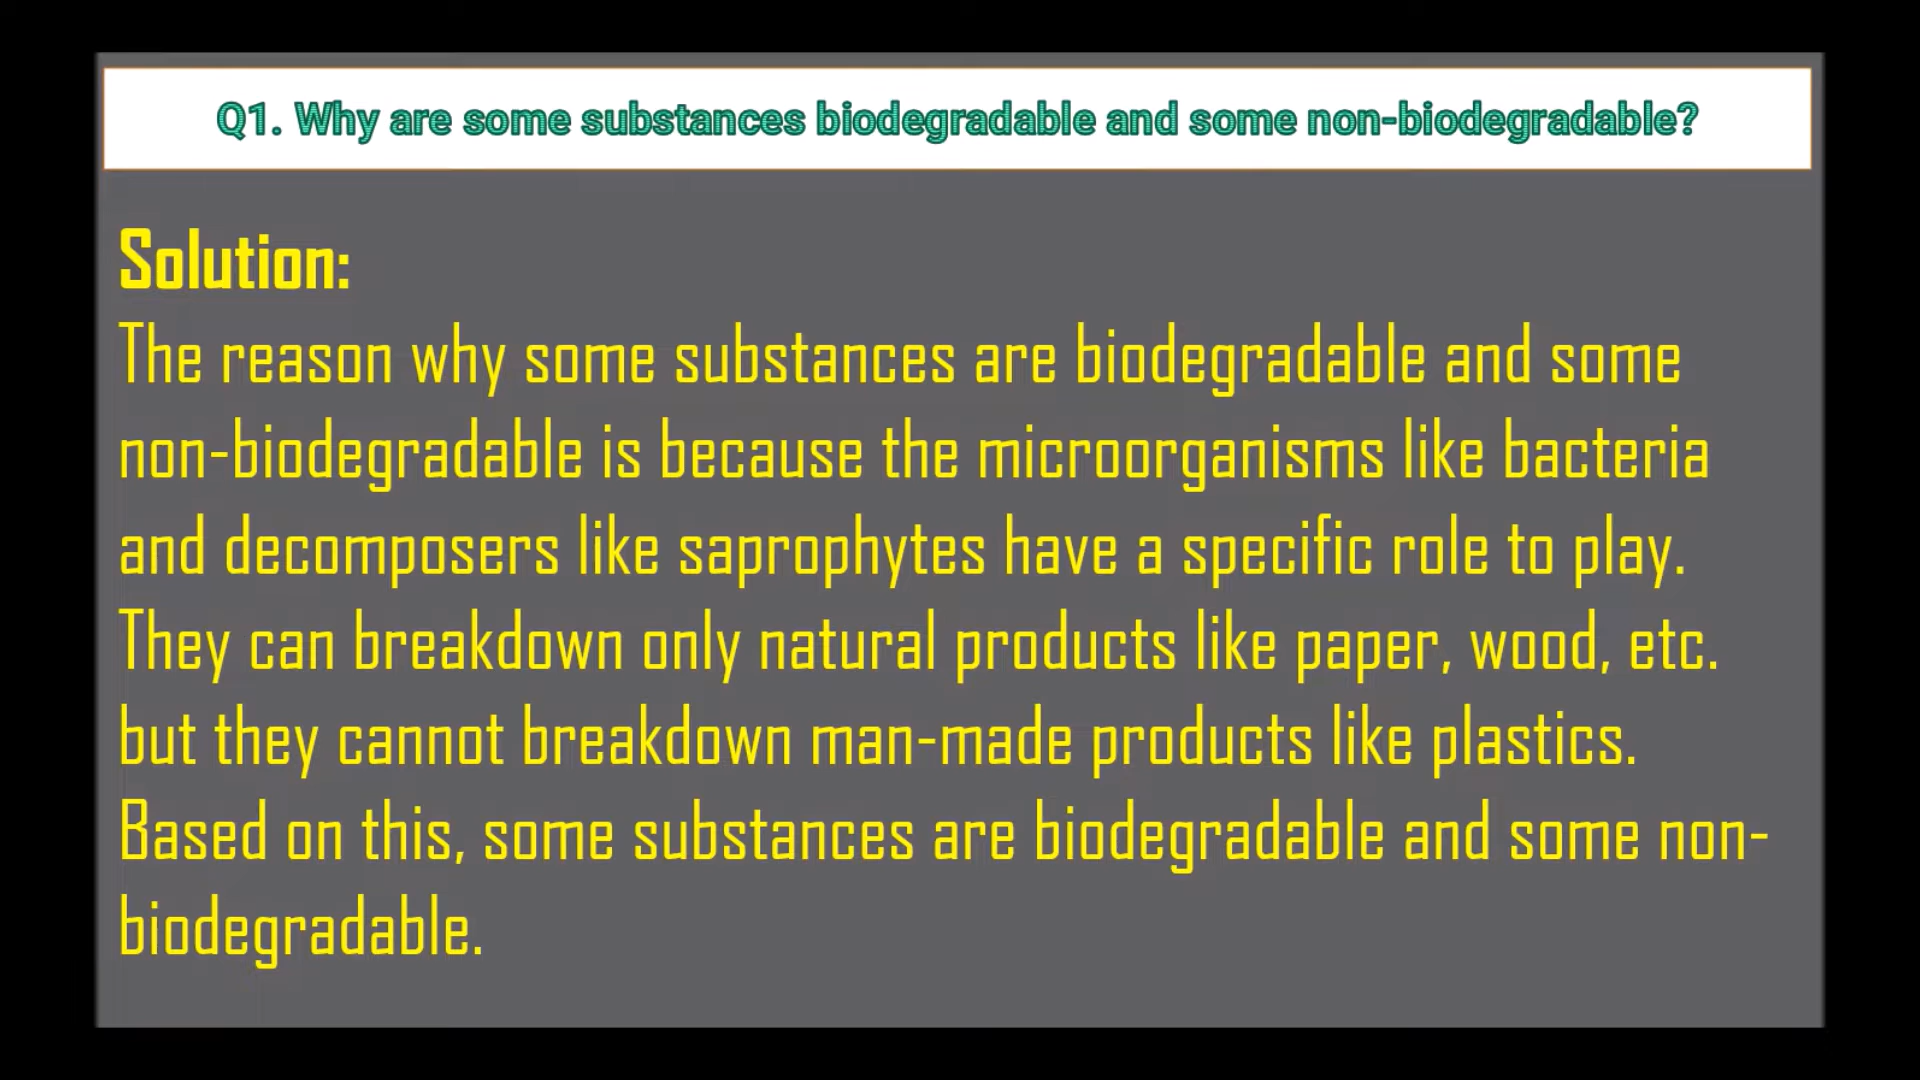 Q1. Why are some substances biodegradable and some non-biodegradable?
Solution:
The reason why some substances are biodegradable and some
non-biodegradable is because the microorganisms like bacteria
and decomposers like saprophytes have a specific role to play.
They can breakdown only natural products like paper, wood, etc.
but they cannot breakdown man-made products like plastics.
Based on this, some substances are biodegradable and some non-
biodegradable.